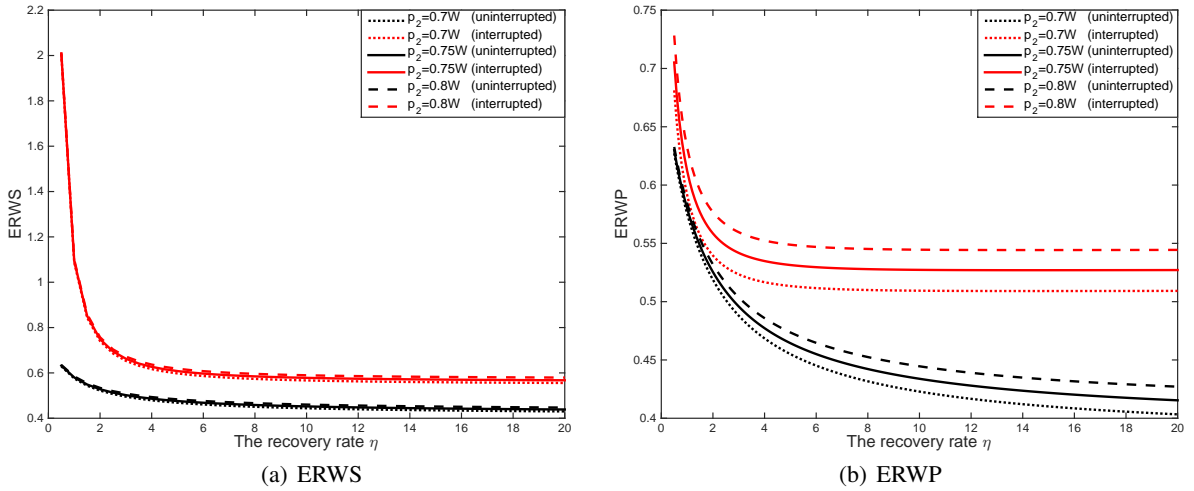 2.2
2
1.8
1.6
1.4
1.2
1
0.8
0.6
0.4
ERWS
0 2 4 6 8 10 12 14 16 18 20
The recovery rate η
p2=0.7W (uninterrupted)
p2=0.7W (interrupted)
p2=0.75W (uninterrupted)
p2=0.75W (interrupted)
p2=0.8W (uninterrupted)
p2=0.8W (interrupted)
(a) ERWS
0.75
0.7
0.65
0.6
0.55
0.5
0.45
0.4
ERWP
0 2 4 6 8 10 12 14 16 18 20
The recovery rate η
p2=0.7W (uninterrupted)
p2=0.7W (interrupted)
p2=0.75W (uninterrupted)
p2=0.75W (interrupted)
p2=0.8W (uninterrupted)
p2=0.8W (interrupted)
(b) ERWP